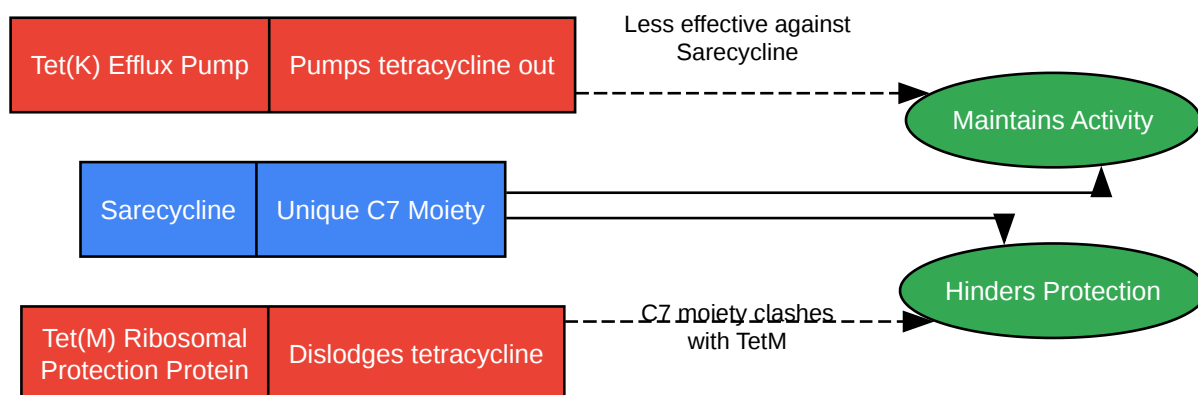 Tet(K) Efflux Pump
Pumps tetracycline out
Less effective against
Sarecycline
Maintains Activity
Sarecycline
Unique C7 Moiety
Hinders Protection
Tet(M) Ribosomal
Protection Protein
Dislodges tetracycline
C7 moiety clashes
with TetM